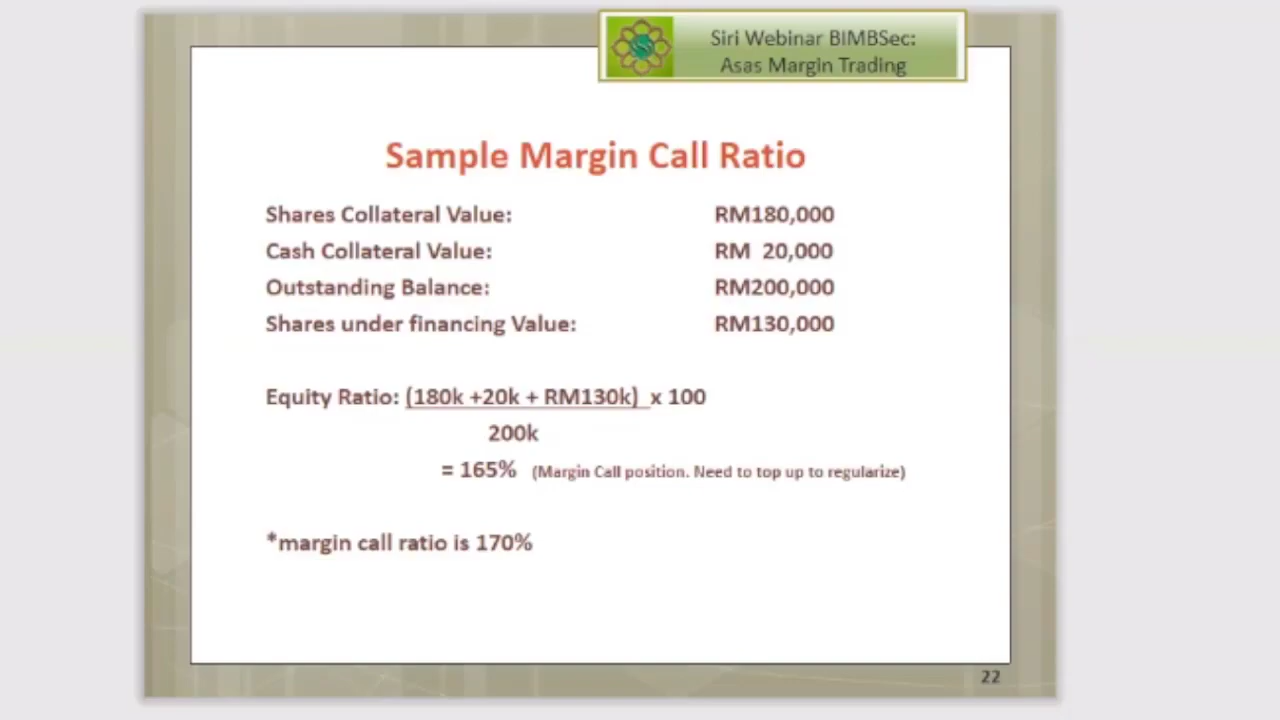 Siri Webinar BIMBSec:
Asas Margin Trading
Sample Margin Call Ratio
Shares Collateral Value: RM180,000
Cash Collateral Value: RM 20,000
Outstanding Balance: RM200,000
Shares under financing Value: RM130,000
Equity Ratio: (180k +20k + RM130k) x 100
200k
= 165% (Margin Call position. Need to top up to regularize)
*margin call ratio is 170%
22